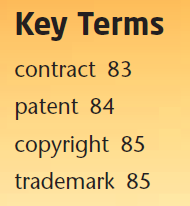 Key Terms
contract 83
patent 84
copyright 85
trademark 85